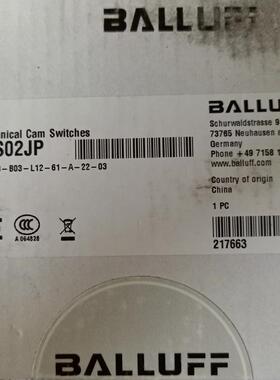 BALLUFF
nical Cam Switches
S02JP
-B03-L12-61-A-22-03
A 064828
BALLUFF
Schurwaldstrasse 9
73765 Neuhausen a
Germany
Phone +49 7158 1
www.balluff.com
Country of origin
China
1 PC
217663
BALLUFF